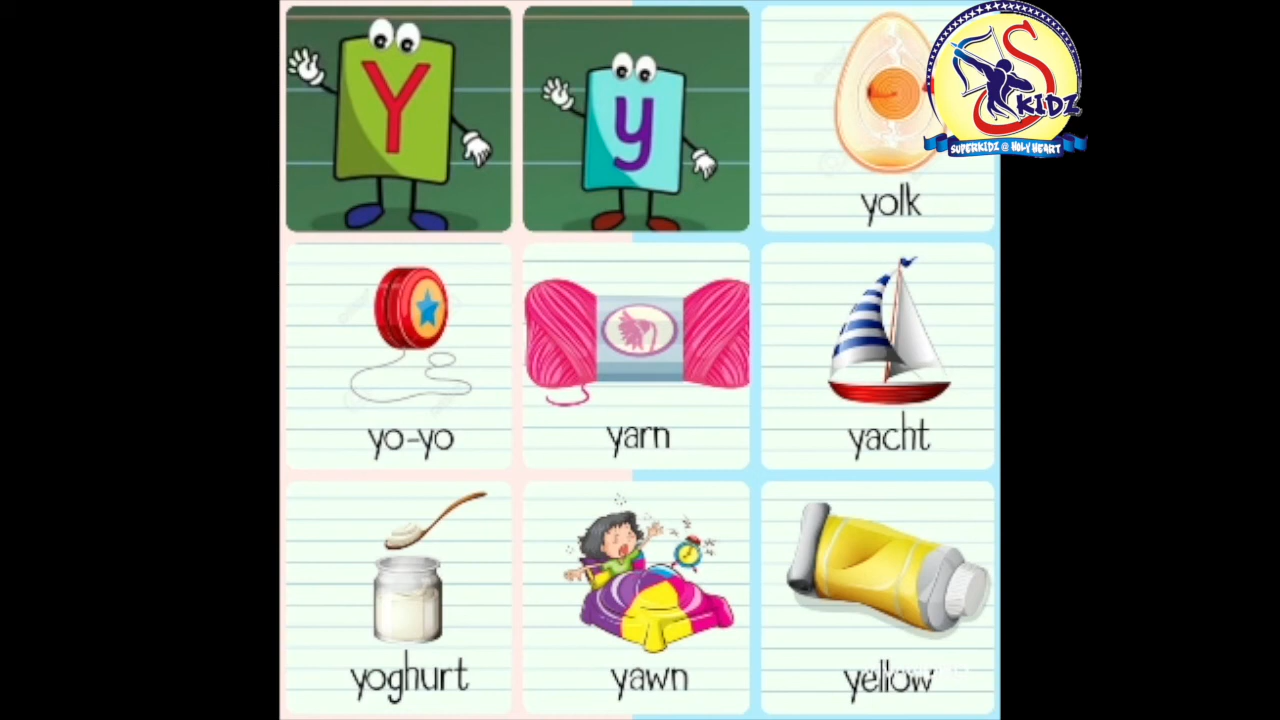 Y
y
S
KIDZ
SUPERKIDZ @ HOLY HEART
yolk
yo-yo
yarn
yacht
yoghurt
yawn
yellow